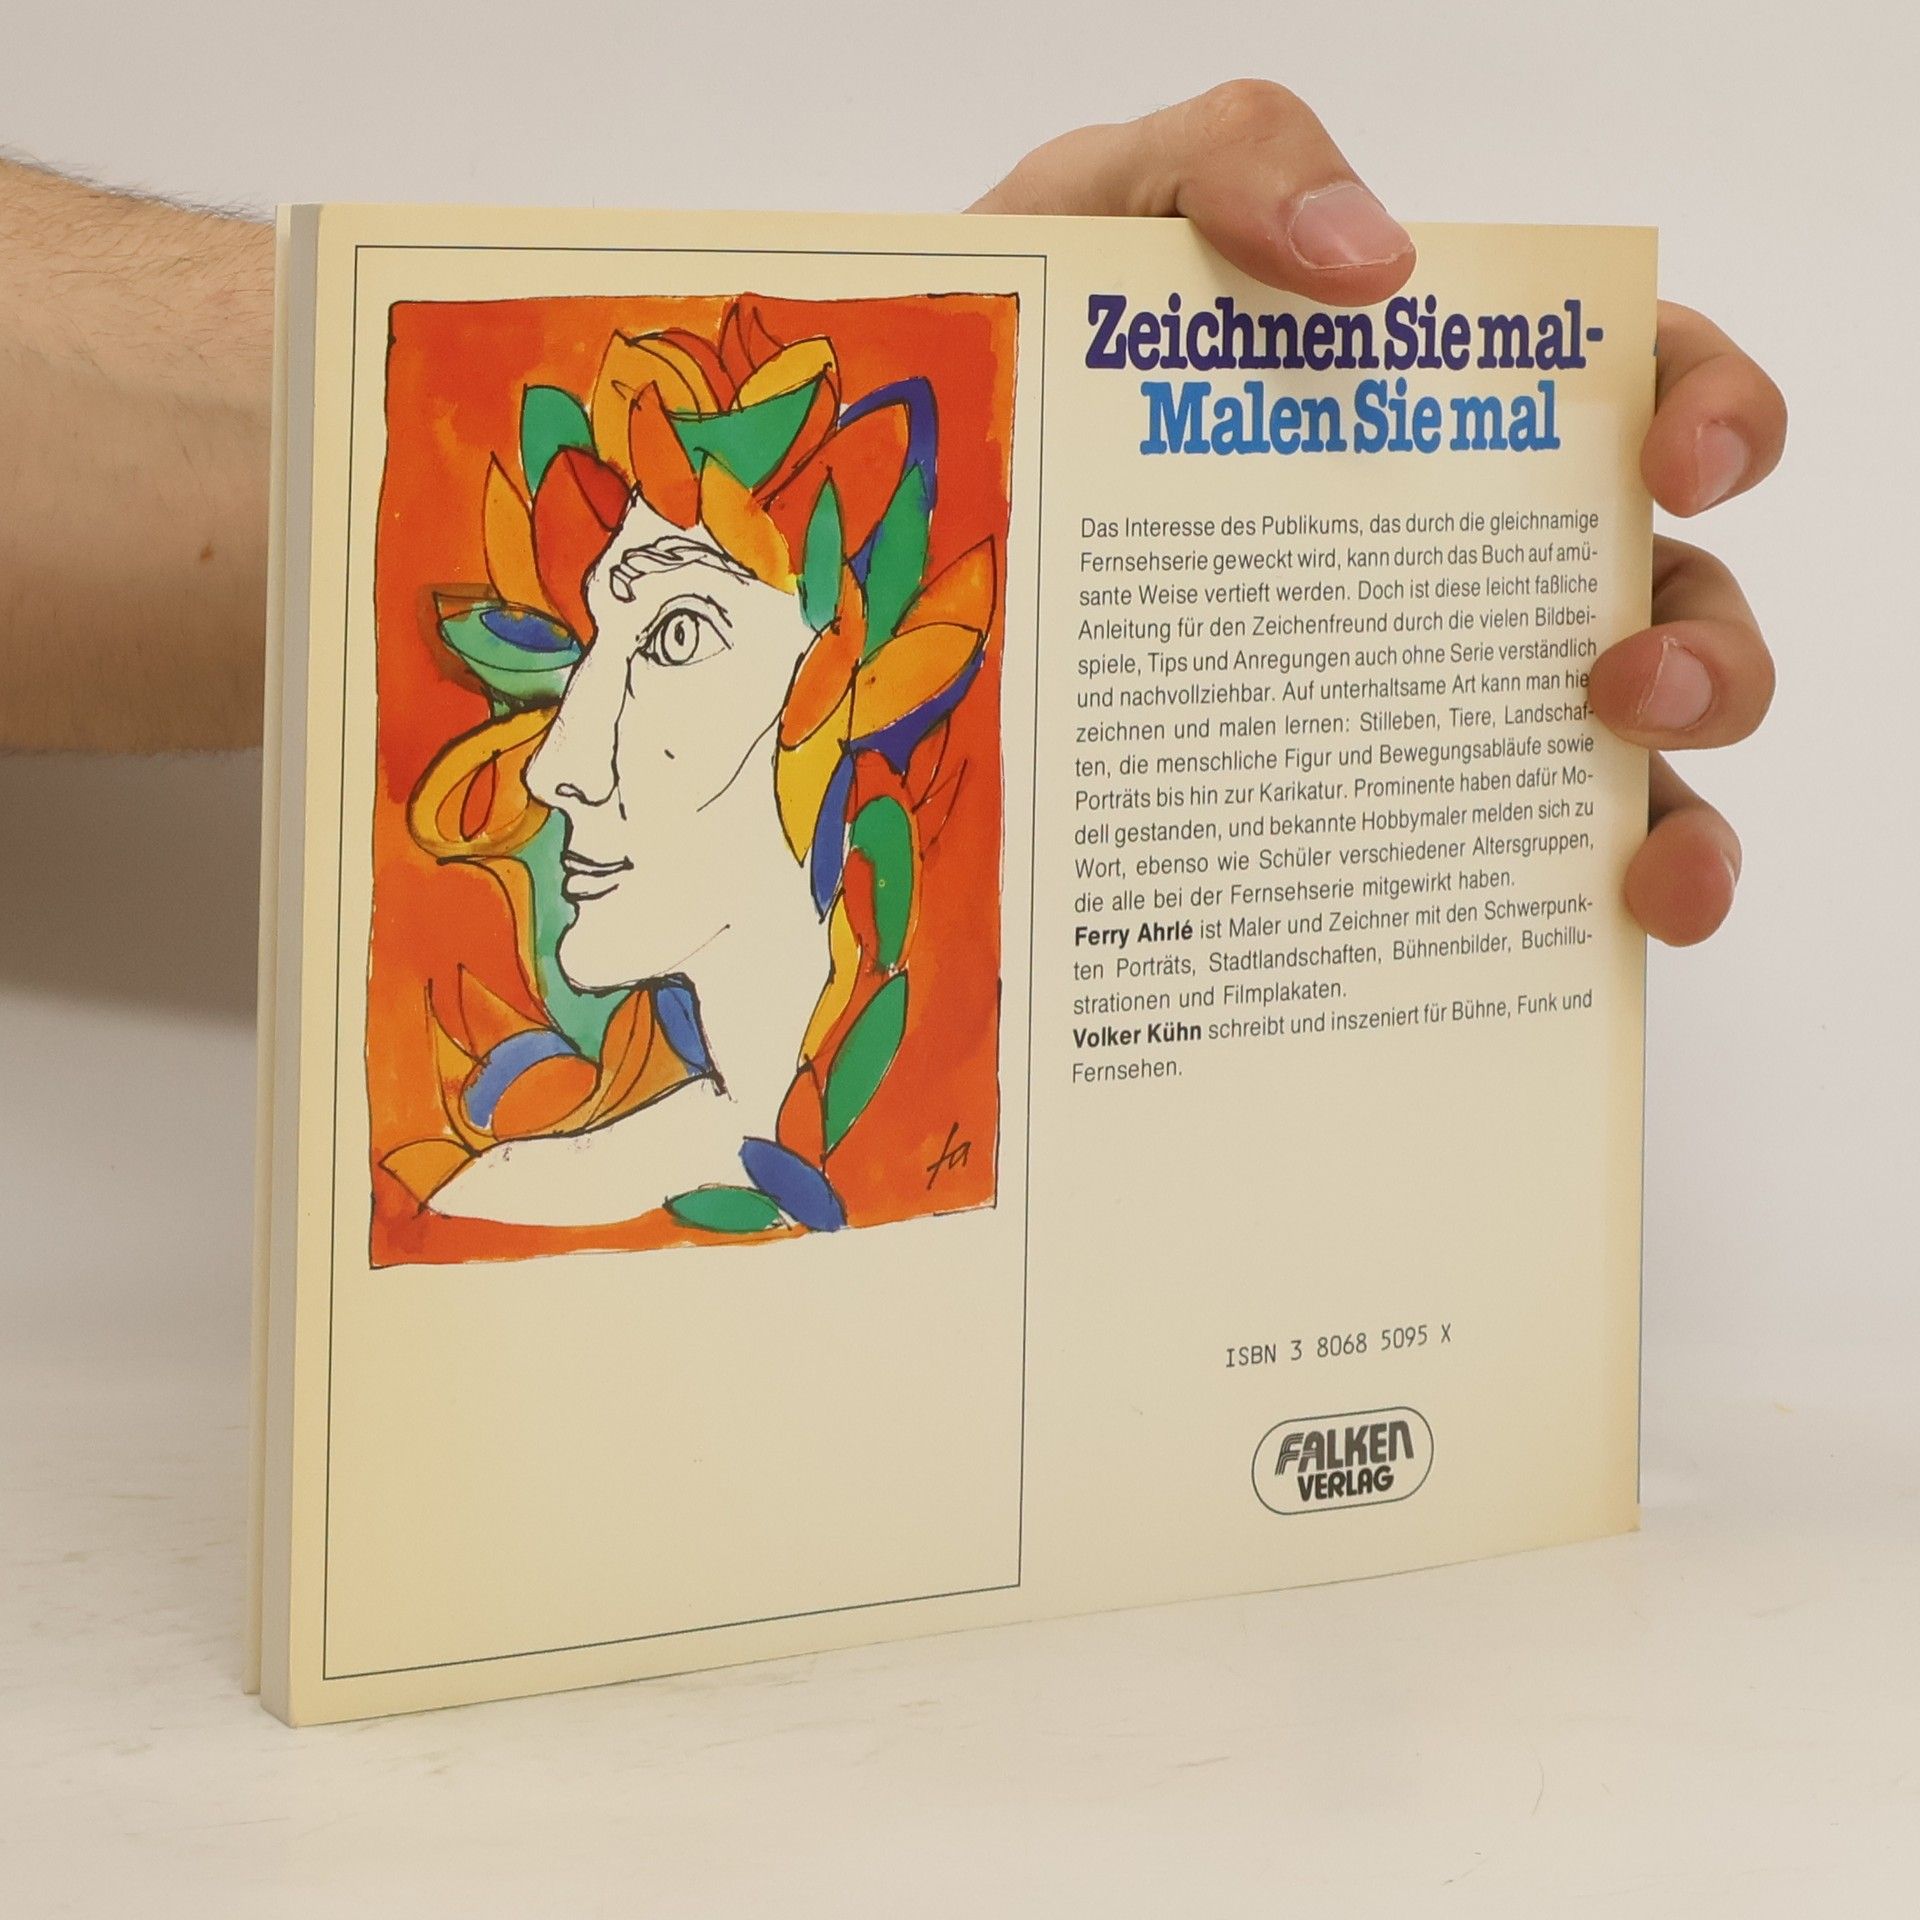 Zeichnen Sie mal-
Malen Sie mal
Das Interesse des Publikums, das durch die gleichnamige
Fernsehserie geweckt wird, kann durch das Buch auf amü-
sante Weise vertieft werden. Doch ist diese leicht faßliche
Anleitung für den Zeichenfreund durch die vielen Bildbei-
spiele, Tips und Anregungen auch ohne Serie verständlich
und nachvollziehbar. Auf unterhaltsame Art kann man hie
zeichnen und malen lernen: Stilleben, Tiere, Landschaf-
ten, die menschliche Figur und Bewegungsabläufe sowie
Porträts bis hin zur Karikatur. Prominente haben dafür Mo-
dell gestanden, und bekannte Hobbymaler melden sich zu
Wort, ebenso wie Schüler verschiedener Altersgruppen,
die alle bei der Fernsehserie mitgewirkt haben.
Ferry Ahrlé ist Maler und Zeichner mit den Schwerpunk-
ten Porträts, Stadtlandschaften, Bühnenbilder, Buchillu-
strationen und Filmplakaten.
Volker Kühn schreibt und inszeniert für Bühne, Funk und
Fernsehen.
fa
ISBN 3 8068 5095 X
FALKEN
VERLAG